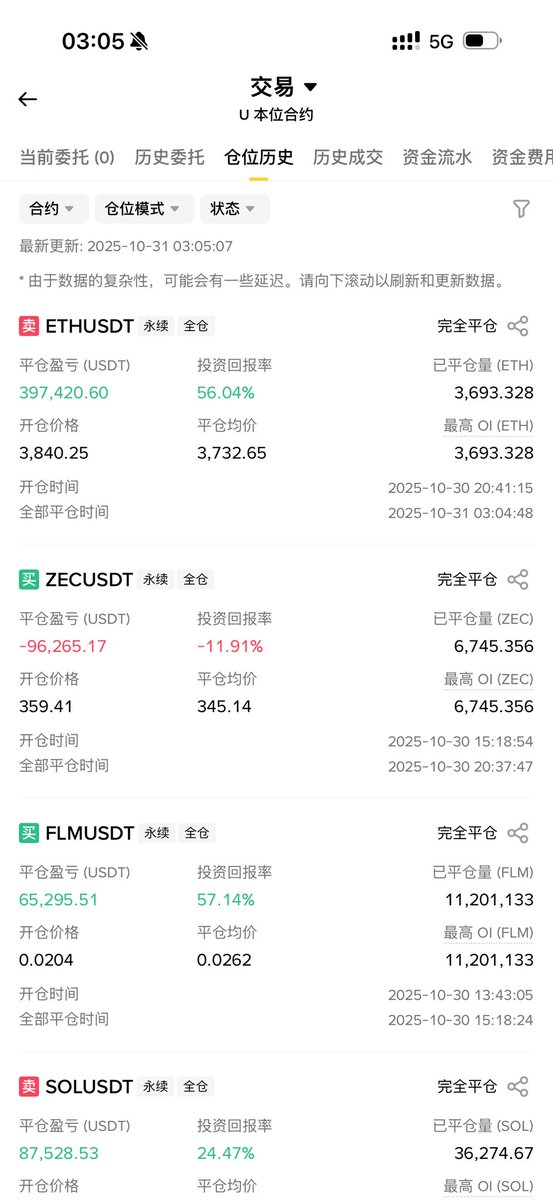 03:05 5G
交易
U 本位合约
当前委托 (0) 历史委托 仓位历史 历史成交 资金流水 资金费用
合约 仓位模式 状态
最新更新: 2025-10-31 03:05:07
* 由于数据的复杂性，可能会有一些延迟。请向下滚动以刷新和更新数据。
卖 ETHUSDT 永续 全仓 完全平仓
平仓盈亏 (USDT) 投资回报率 已平仓量 (ETH)
397,420.60 56.04% 3,693.328
开仓价格 平仓均价 最高 OI (ETH)
3,840.25 3,732.65 3,693.328
开仓时间 2025-10-30 20:41:15
全部平仓时间 2025-10-31 03:04:48
买 ZECUSDT 永续 全仓 完全平仓
平仓盈亏 (USDT) 投资回报率 已平仓量 (ZEC)
-96,265.17 -11.91% 6,745.356
开仓价格 平仓均价 最高 OI (ZEC)
359.41 345.14 6,745.356
开仓时间 2025-10-30 15:18:54
全部平仓时间 2025-10-30 20:37:47
买 FLMUSDT 永续 全仓 完全平仓
平仓盈亏 (USDT) 投资回报率 已平仓量 (FLM)
65,295.51 57.14% 11,201,133
开仓价格 平仓均价 最高 OI (FLM)
0.0204 0.0262 11,201,133
开仓时间 2025-10-30 13:43:05
全部平仓时间 2025-10-30 15:18:24
卖 SOLUSDT 永续 全仓 完全平仓
平仓盈亏 (USDT) 投资回报率 已平仓量 (SOL)
87,528.53 24.47% 36,274.67
开仓价格 平仓均价 最高 OI (SOL)